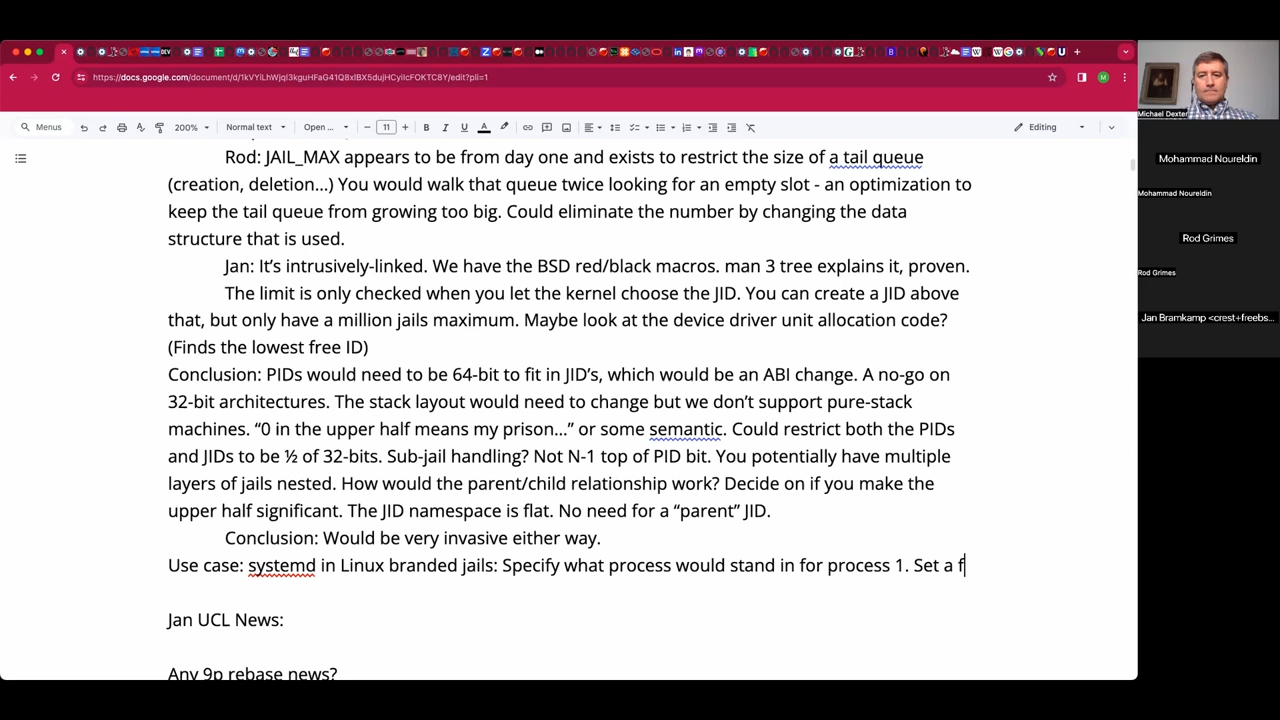 https://docs.google.com/document/d/1kVYiLhWjqI3kguHFaG41Q8xlBX5dujHCyiIcFOKTC8Y/edit?pli=1
Menus
200%
Normal text
Open ...
11
Editing
Rod: JAIL_MAX appears to be from day one and exists to restrict the size of a tail queue
(creation, deletion...) You would walk that queue twice looking for an empty slot - an optimization to
keep the tail queue from growing too big. Could eliminate the number by changing the data
structure that is used.
Jan: It’s intrusively-linked. We have the BSD red/black macros. man 3 tree explains it, proven.
The limit is only checked when you let the kernel choose the JID. You can create a JID above
that, but only have a million jails maximum. Maybe look at the device driver unit allocation code?
(Finds the lowest free ID)
Conclusion: PIDs would need to be 64-bit to fit in JID’s, which would be an ABI change. A no-go on
32-bit architectures. The stack layout would need to change but we don’t support pure-stack
machines. “0 in the upper half means my prison...” or some semantic. Could restrict both the PIDs
and JIDs to be ½ of 32-bits. Sub-jail handling? Not N-1 top of PID bit. You potentially have multiple
layers of jails nested. How would the parent/child relationship work? Decide on if you make the
upper half significant. The JID namespace is flat. No need for a “parent” JID.
Conclusion: Would be very invasive either way.
Use case: systemd in Linux branded jails: Specify what process would stand in for process 1. Set a f
Jan UCL News:
Any 9p rebase news?
Michael Dexter
Mohammad Noureldin
Mohammad Noureldin
Rod Grimes
Rod Grimes
Jan Bramkamp <crest+freebs...